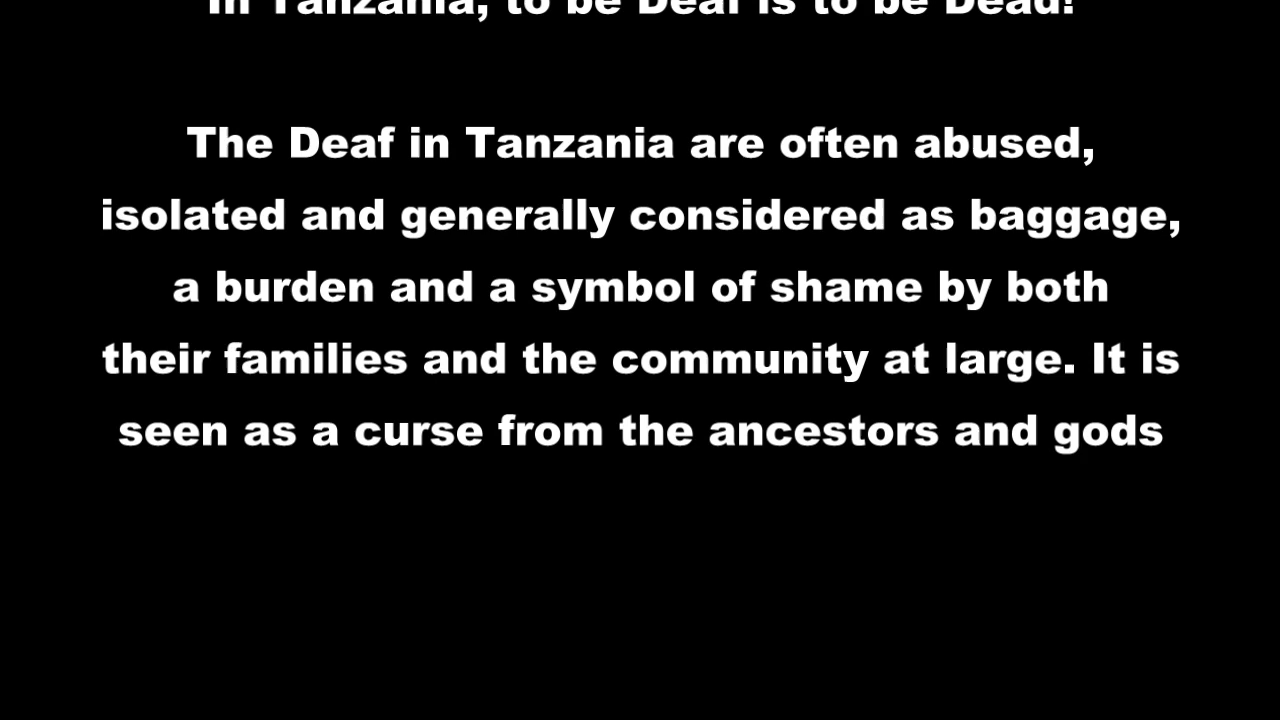 In Tanzania, to be Deaf is to be Dead!
The Deaf in Tanzania are often abused,
isolated and generally considered as baggage,
a burden and a symbol of shame by both
their families and the community at large. It is
seen as a curse from the ancestors and gods